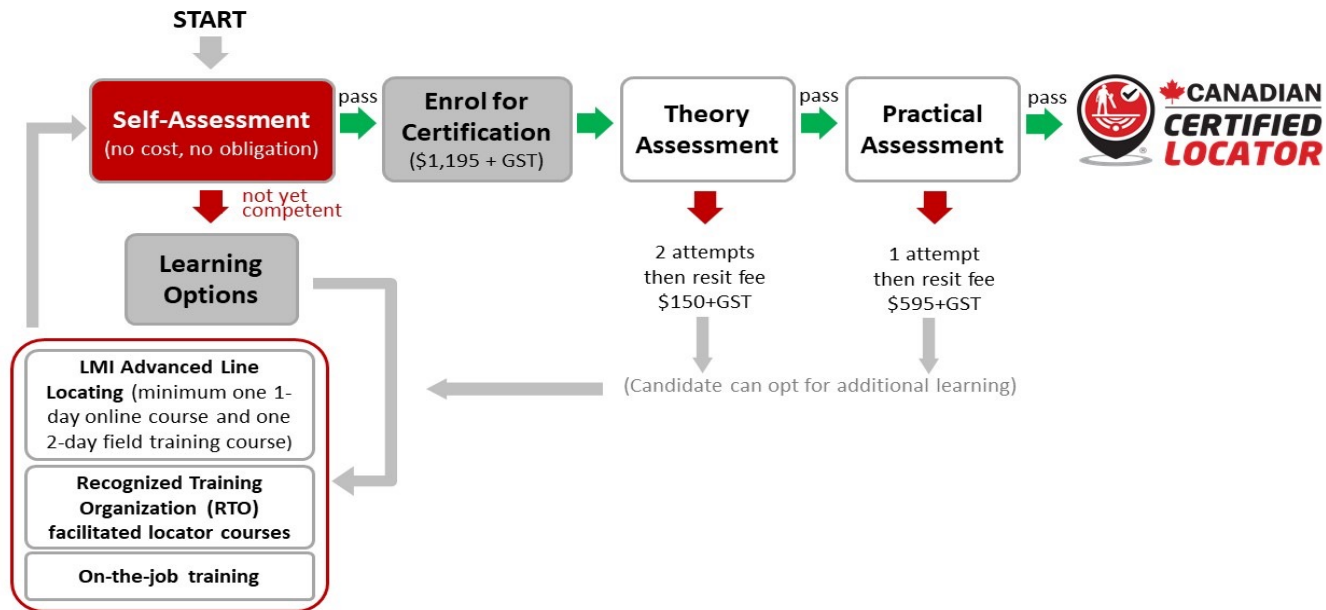 START
Self-Assessment
(no cost, no obligation)
pass
Enrol for
Certification
($1,195 + GST)
Theory
Assessment
pass
Practical
Assessment
pass
CANADIAN
CERTIFIED
LOCATOR
®
not yet
competent
Learning
Options
2 attempts
then resit fee
$150+GST
1 attempt
then resit fee
$595+GST
(Candidate can opt for additional learning)
LMI Advanced Line
Locating (minimum one 1-
day online course and one
2-day field training course)
Recognized Training
Organization (RTO)
facilitated locator courses
On-the-job training